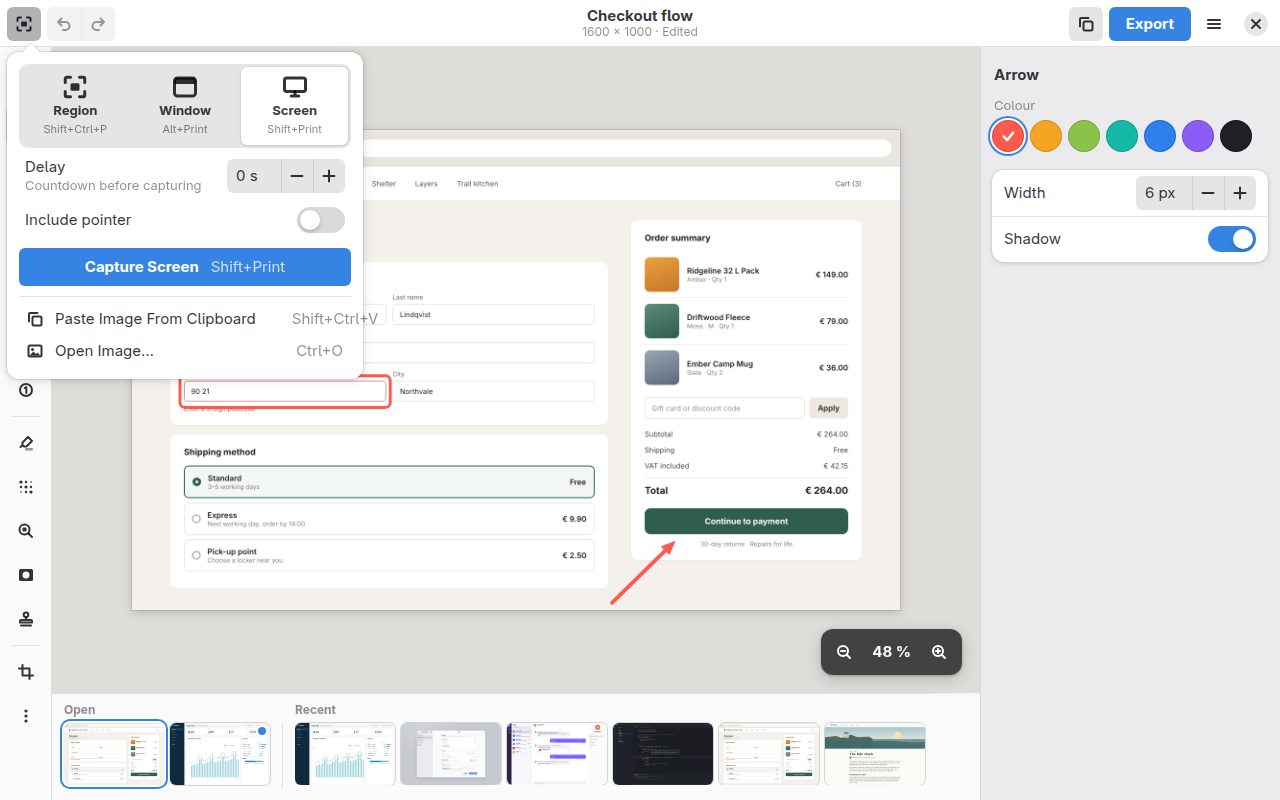 Checkout flow
1600 × 1000 · Edited
Export
Region
Shift+Ctrl+P
Window
Alt+Print
Screen
Shift+Print
Delay
Countdown before capturing
0 s
Include pointer
Capture Screen Shift+Print
Paste Image From Clipboard Shift+Ctrl+V
Open Image... Ctrl+O
Shelter Layers Trail kitchen Cart (3)
Last name
Lindqvist
City
90 21
Northvale
Shipping method
Standard
3–5 working days
Free
Express
Next working day, order by 14:00
€ 9.90
Pick-up point
Choose a locker near you
€ 2.50
Order summary
Ridgeline 32 L Pack
Amber · Qty 1
€ 149.00
Driftwood Fleece
Moss · M · Qty 1
€ 79.00
Ember Camp Mug
Slate · Qty 2
€ 36.00
Gift card or discount code
Apply
Subtotal € 264.00
Shipping Free
VAT included € 42.15
Total € 264.00
Continue to payment
30-day returns · Repairs for life
48 %
Arrow
Colour
Width 6 px
Shadow
Open
Recent